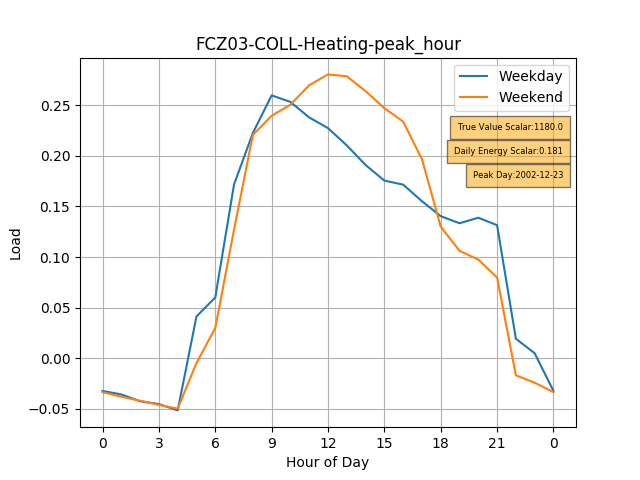 FCZ03-COLL-Heating-peak_hour
Weekday
Weekend
True Value Scalar:1180.0
Daily Energy Scalar:0.181
Peak Day:2002-12-23
Load
0.25
0.20
0.15
0.10
0.05
0.00
−0.05
0 3 6 9 12 15 18 21 0
Hour of Day